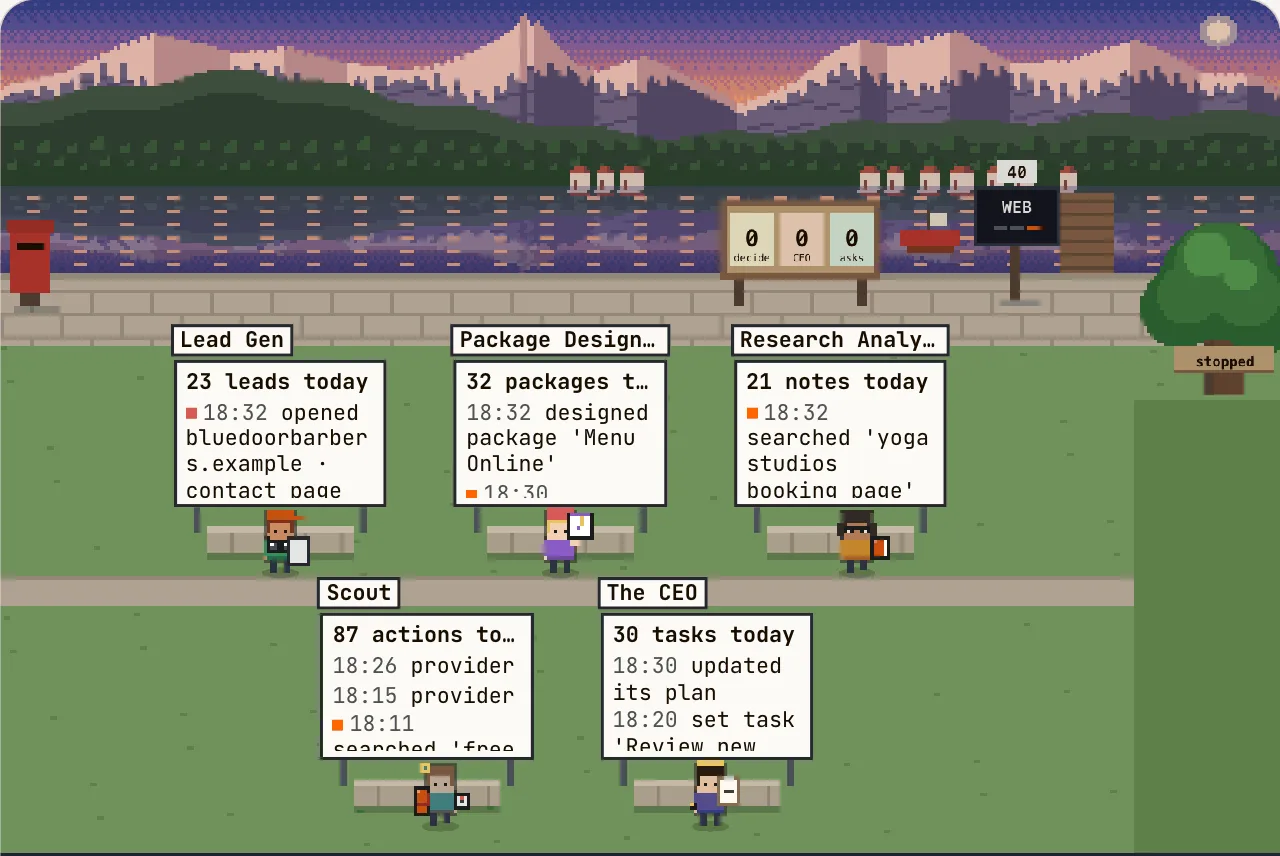 40
WEB
0 0 0
decide CEO asks
stopped
Lead Gen
23 leads today
18:32 opened
bluedoorbarber
s.example ·
contact page
Package Design…
32 packages t…
18:32 designed
package 'Menu
Online'
18:30
Research Analy…
21 notes today
18:32
searched 'yoga
studios
booking page'
Scout
87 actions to…
18:26 provider
18:15 provider
18:11
searched 'free
The CEO
30 tasks today
18:30 updated
its plan
18:20 set task
'Review new